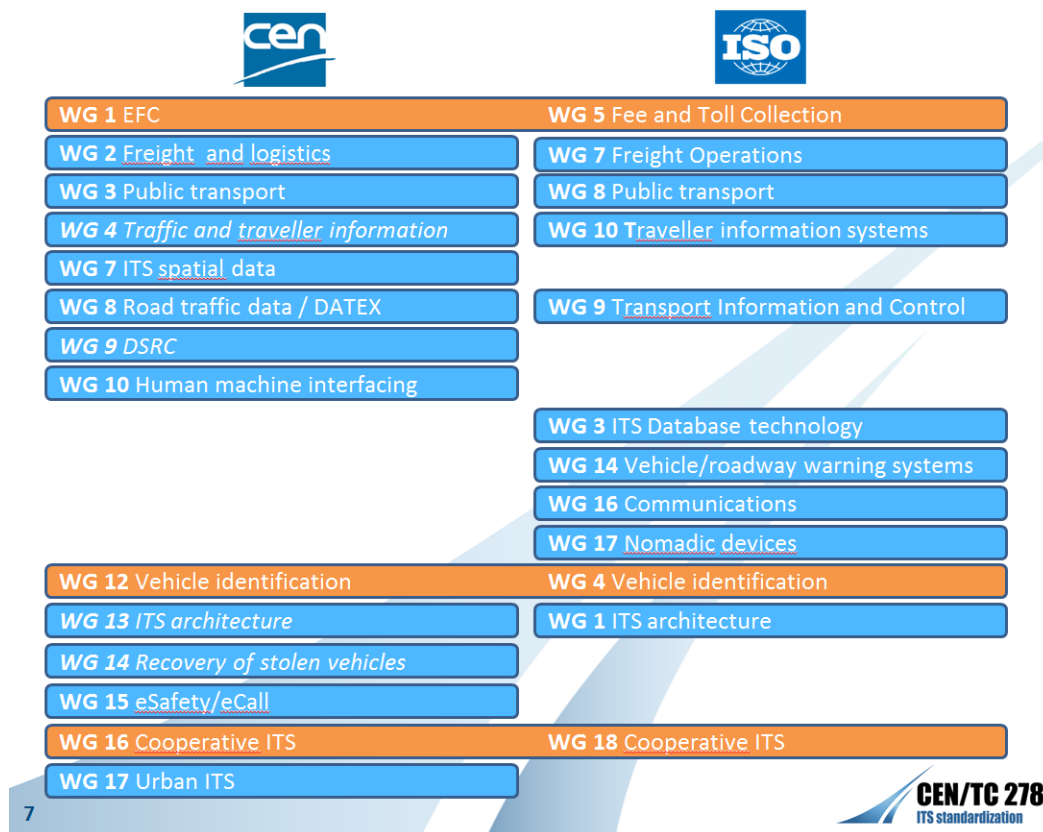 cen
ISO
WG 1 EFC WG 5 Fee and Toll Collection
WG 2 Freight and logistics WG 7 Freight Operations
WG 3 Public transport WG 8 Public transport
WG 4 Traffic and traveller information WG 10 Traveller information systems
WG 7 ITS spatial data
WG 8 Road traffic data / DATEX WG 9 Transport Information and Control
WG 9 DSRC
WG 10 Human machine interfacing
WG 3 ITS Database technology
WG 14 Vehicle/roadway warning systems
WG 16 Communications
WG 17 Nomadic devices
WG 12 Vehicle identification WG 4 Vehicle identification
WG 13 ITS architecture WG 1 ITS architecture
WG 14 Recovery of stolen vehicles
WG 15 eSafety/eCall
WG 16 Cooperative ITS WG 18 Cooperative ITS
WG 17 Urban ITS
7
CEN/TC 278
ITS standardization